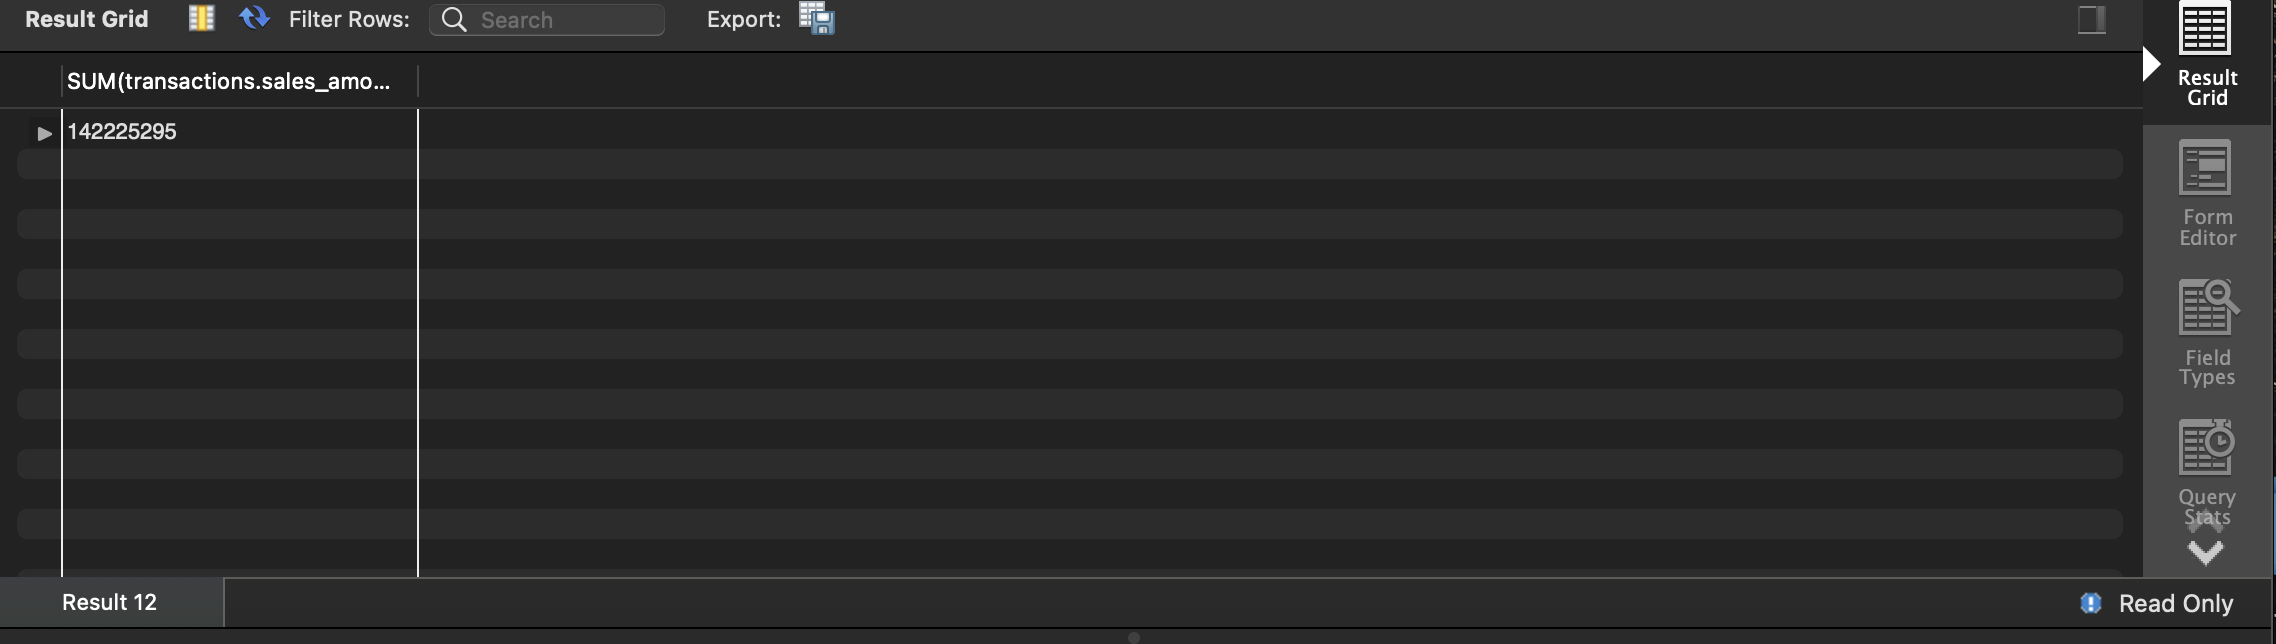 Result Grid
Filter Rows:
Search
Export:
SUM(transactions.sales_amo...
142225295
Result
Grid
Form
Editor
Field
Types
Query
Stats
Result 12
Read Only